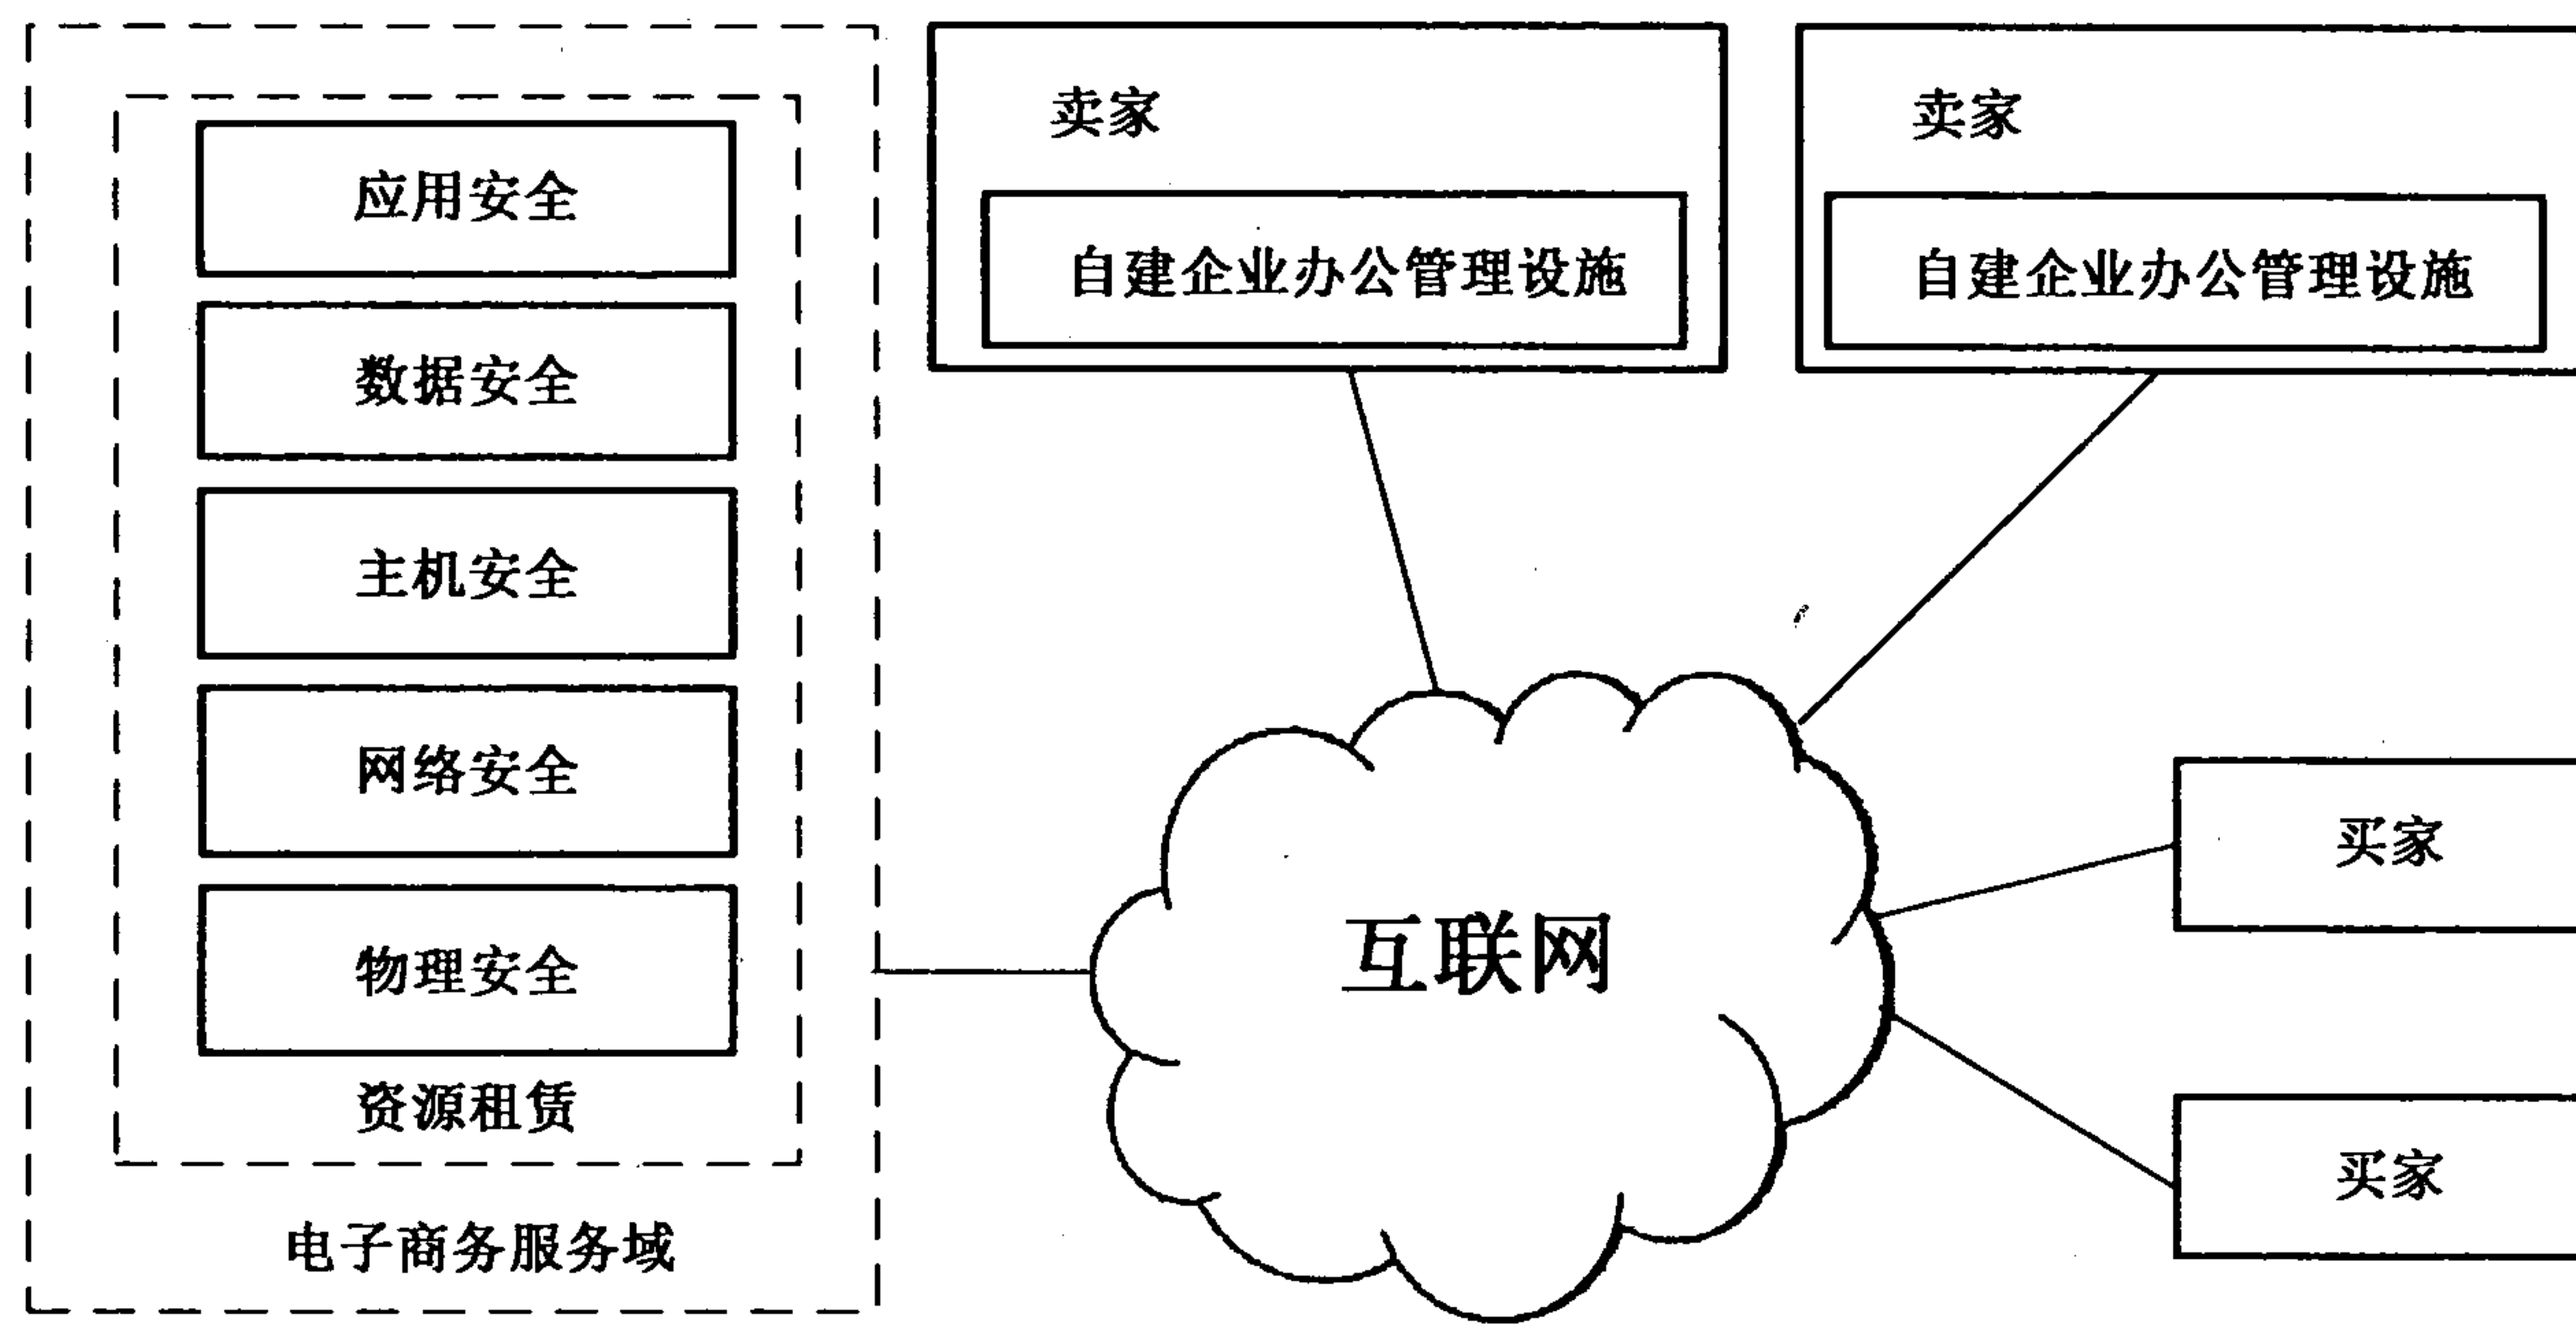 应用安全
数据安全
主机安全
网络安全
物理安全
资源租赁
电子商务服务域
卖家
自建企业办公管理设施
卖家
自建企业办公管理设施
互联网
买家
买家